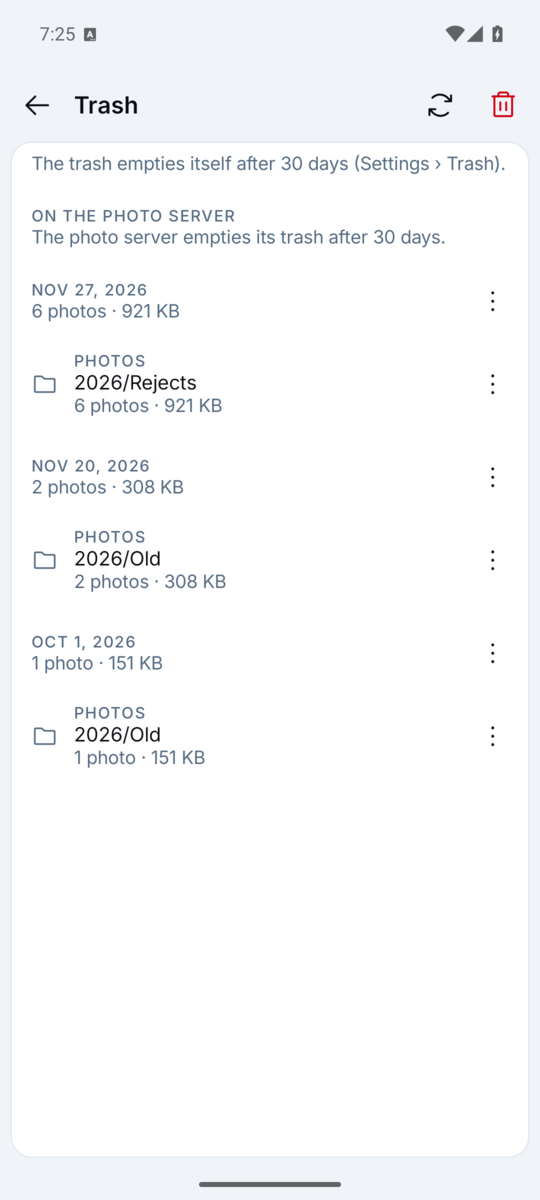 7:25
Trash
The trash empties itself after 30 days (Settings › Trash).
ON THE PHOTO SERVER
The photo server empties its trash after 30 days.
NOV 27, 2026
6 photos · 921 KB
PHOTOS
2026/Rejects
6 photos · 921 KB
NOV 20, 2026
2 photos · 308 KB
PHOTOS
2026/Old
2 photos · 308 KB
OCT 1, 2026
1 photo · 151 KB
PHOTOS
2026/Old
1 photo · 151 KB